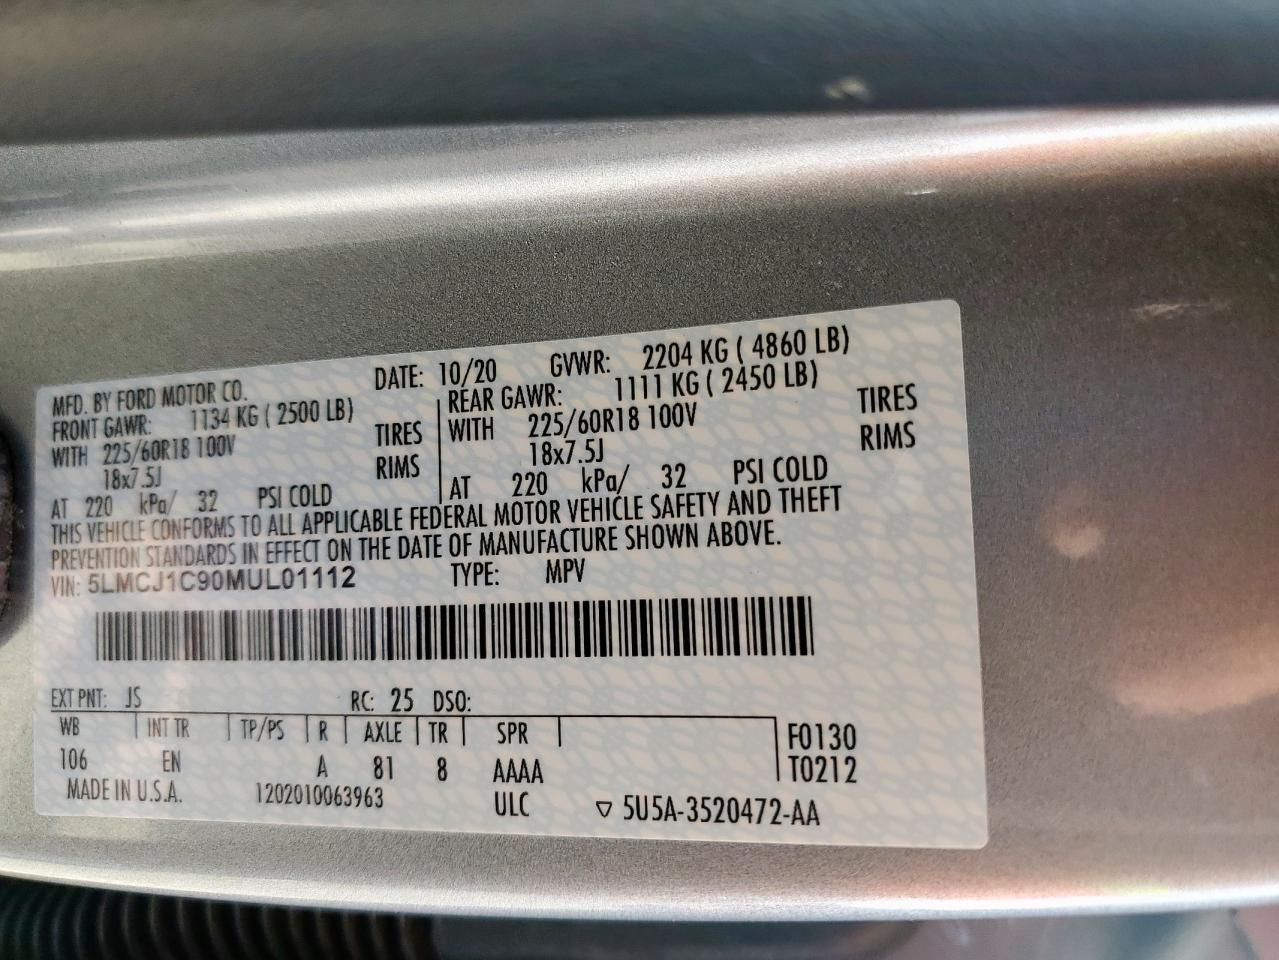 MFD. BY FORD MOTOR CO. DATE: 10/20 GVWR: 2204 KG ( 4860 LB)
FRONT GAWR: 1134 KG ( 2500 LB) REAR GAWR: 1111 KG ( 2450 LB)
WITH 225/60R18 100V TIRES WITH 225/60R18 100V TIRES
18x7.5J RIMS 18x7.5J RIMS
AT 220 kPa/ 32 PSI COLD AT 220 kPa/ 32 PSI COLD
THIS VEHICLE CONFORMS TO ALL APPLICABLE FEDERAL MOTOR VEHICLE SAFETY AND THEFT
PREVENTION STANDARDS IN EFFECT ON THE DATE OF MANUFACTURE SHOWN ABOVE.
VIN: 5LMCJ1C90MUL01112 TYPE: MPV
EXT PNT: JS RC: 25 DSO:
WB INT TR TP/PS R AXLE TR SPR F0130
106 EN A 81 8 AAAA T0212
MADE IN U.S.A. 1202010063963 ULC ▽ 5U5A-3520472-AA